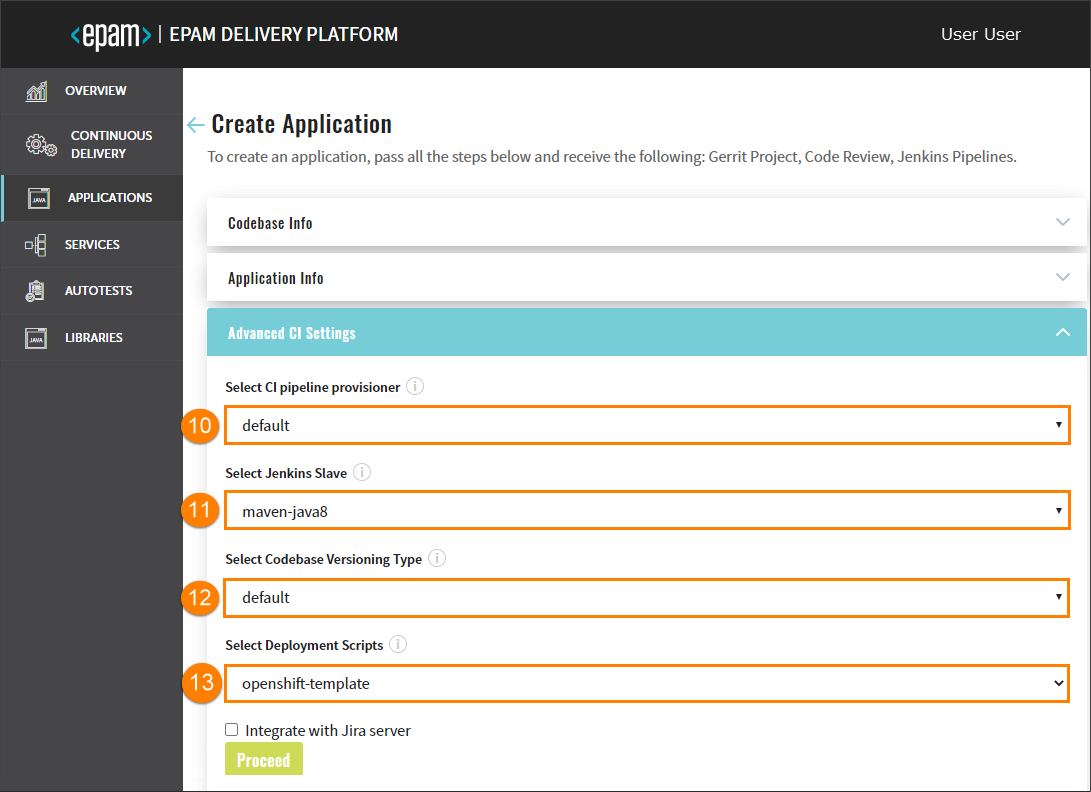 <epam> | EPAM DELIVERY PLATFORM
User User
OVERVIEW
CONTINUOUS
DELIVERY
JAVA
APPLICATIONS
SERVICES
AUTOTESTS
JAVA
LIBRARIES
← Create Application
To create an application, pass all the steps below and receive the following: Gerrit Project, Code Review, Jenkins Pipelines.
Codebase Info
Application Info
Advanced CI Settings
Select CI pipeline provisioner i
10 default
Select Jenkins Slave i
11 maven-java8
Select Codebase Versioning Type i
12 default
Select Deployment Scripts i
13 openshift-template
Integrate with Jira server
Proceed